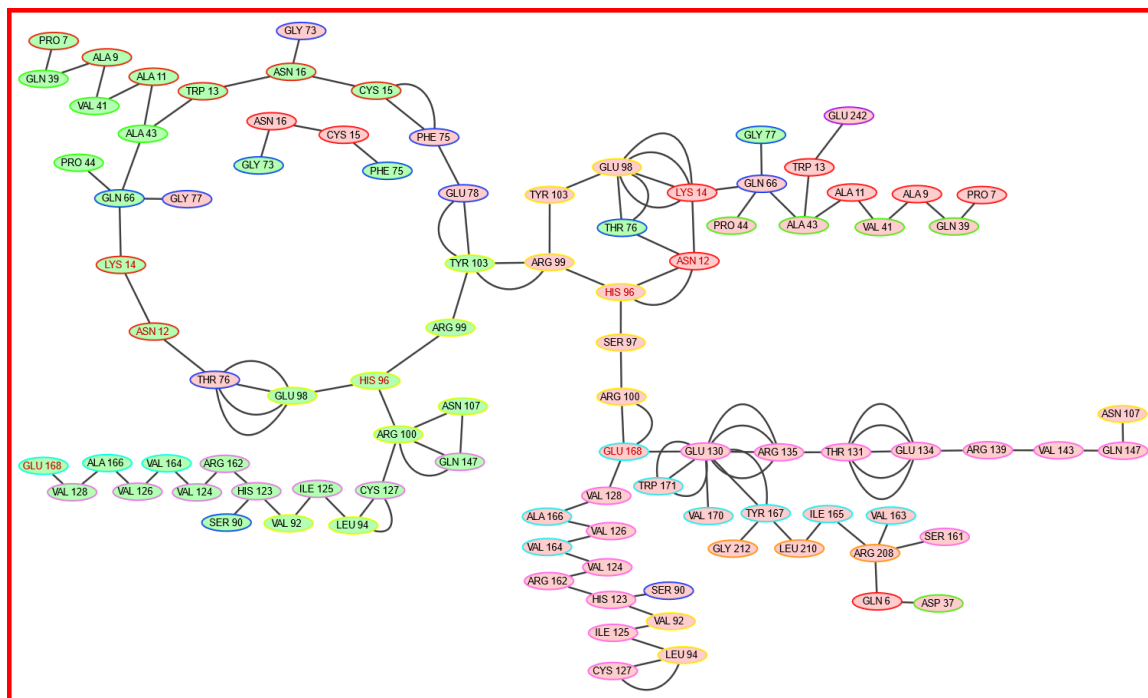 GLY 73
PRO 7
ALA 9
ASN 16
ALA 11
GLN 39
TRP 13
CYS 15
VAL 41
ASN 16
GLU 242
ALA 43
CYS 15
PHE 75
GLY 77
PRO 44
GLY 73
PHE 75
GLU 98
TRP 13
GLN 66
GLY 77
GLU 78
TYR 103
LYS 14
GLN 66
ALA 11
ALA 9
PRO 7
THR 76
PRO 44
ALA 43
VAL 41
GLN 39
LYS 14
TYR 103
ARG 99
ASN 12
HIS 96
ASN 12
ARG 99
SER 97
THR 76
GLU 98
HIS 96
ARG 100
ASN 107
ASN 107
ARG 100
GLU 168
GLU 130
ARG 135
THR 131
GLU 134
ARG 139
VAL 143
GLN 147
GLN 147
GLU 168
ALA 166
VAL 164
ARG 162
VAL 128
VAL 126
VAL 124
HIS 123
ILE 125
CYS 127
TRP 171
VAL 128
SER 90
VAL 92
LEU 94
ALA 166
VAL 170
TYR 167
ILE 165
VAL 163
VAL 126
VAL 164
GLY 212
LEU 210
ARG 208
SER 161
VAL 124
ARG 162
HIS 123
SER 90
GLN 6
ASP 37
VAL 92
ILE 125
LEU 94
CYS 127